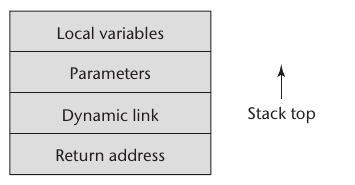 Local variables
Parameters
Dynamic link
Return address
Stack top